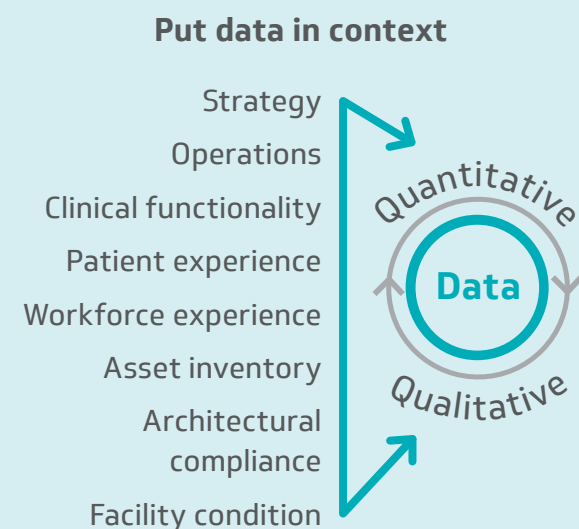 Put data in context
Strategy
Operations
Clinical functionality
Patient experience
Workforce experience
Asset inventory
Architectural
compliance
Facility condition
Quantitative
Data
Qualitative